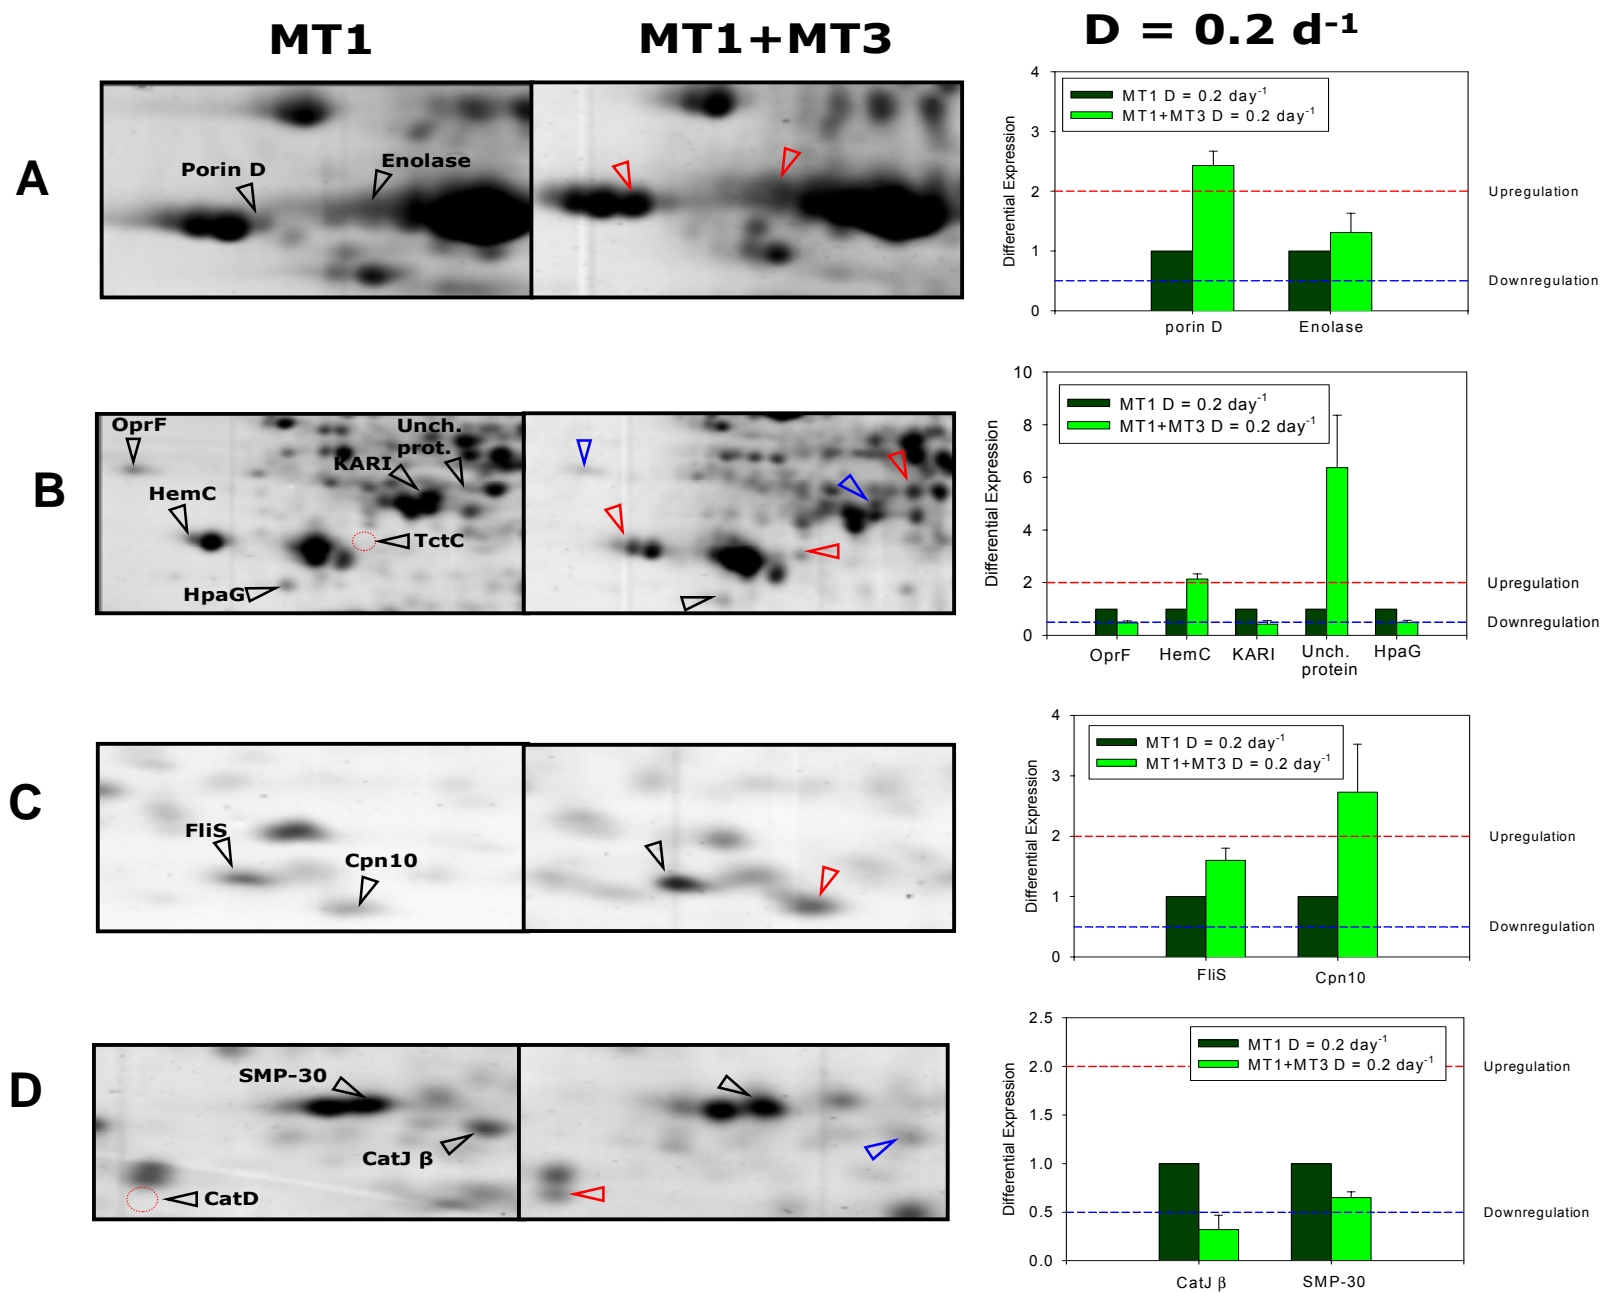 MT1
MT1+MT3
D = 0.2 d-1
A
Porin D
Enolase
Differential Expression
4
3
2
1
0
MT1 D = 0.2 day-1
MT1+MT3 D = 0.2 day-1
Upregulation
Downregulation
porin D
Enolase
B
OprF
HemC
HpaG
Unch.
prot.
KARI
TctC
Differential Expression
10
8
6
4
2
0
MT1 D = 0.2 day-1
MT1+MT3 D = 0.2 day-1
Upregulation
Downregulation
OprF
HemC
KARI
Unch.
protein
HpaG
C
FliS
Cpn10
Differential Expression
4
3
2
1
0
MT1 D = 0.2 day-1
MT1+MT3 D = 0.2 day-1
Upregulation
Downregulation
FliS
Cpn10
D
SMP-30
CatJ β
CatD
Differential Expression
2.5
2.0
1.5
1.0
0.5
0.0
MT1 D = 0.2 day-1
MT1+MT3 D = 0.2 day-1
Upregulation
Downregulation
CatJ β
SMP-30